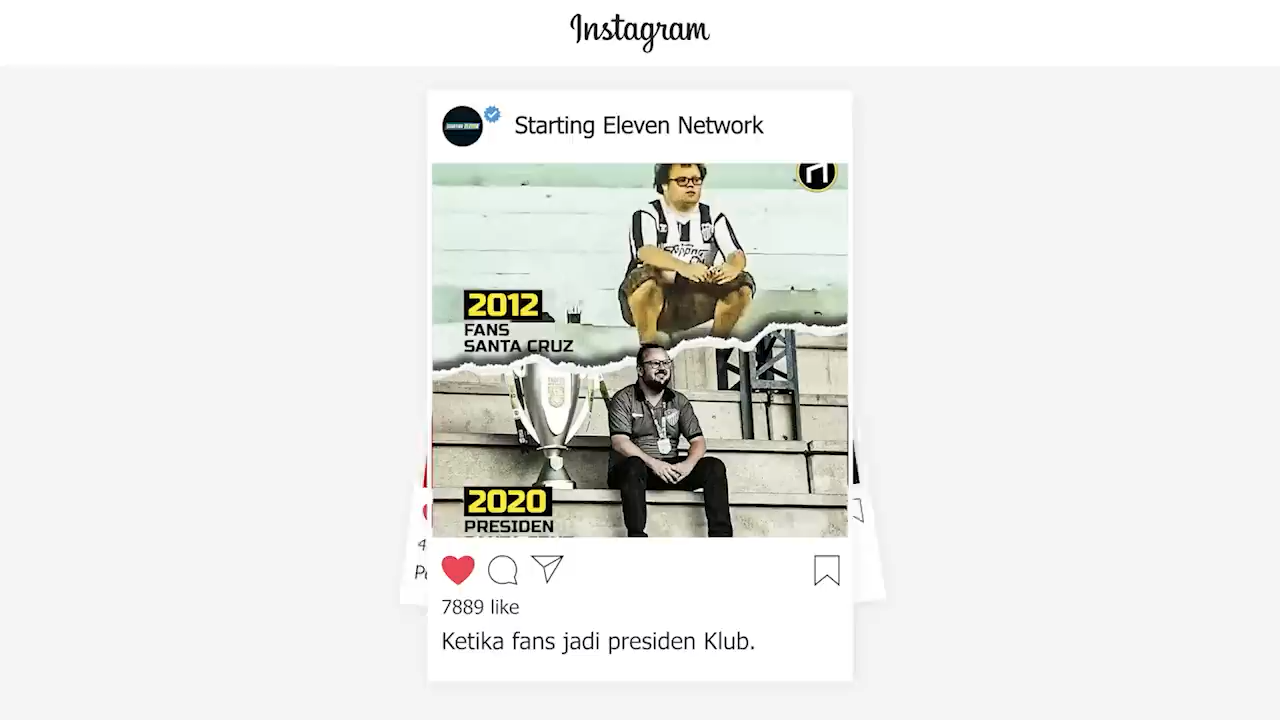 Instagram
Starting Eleven Network
2012
FANS
SANTA CRUZ
2020
PRESIDEN
7889 like
Ketika fans jadi presiden Klub.